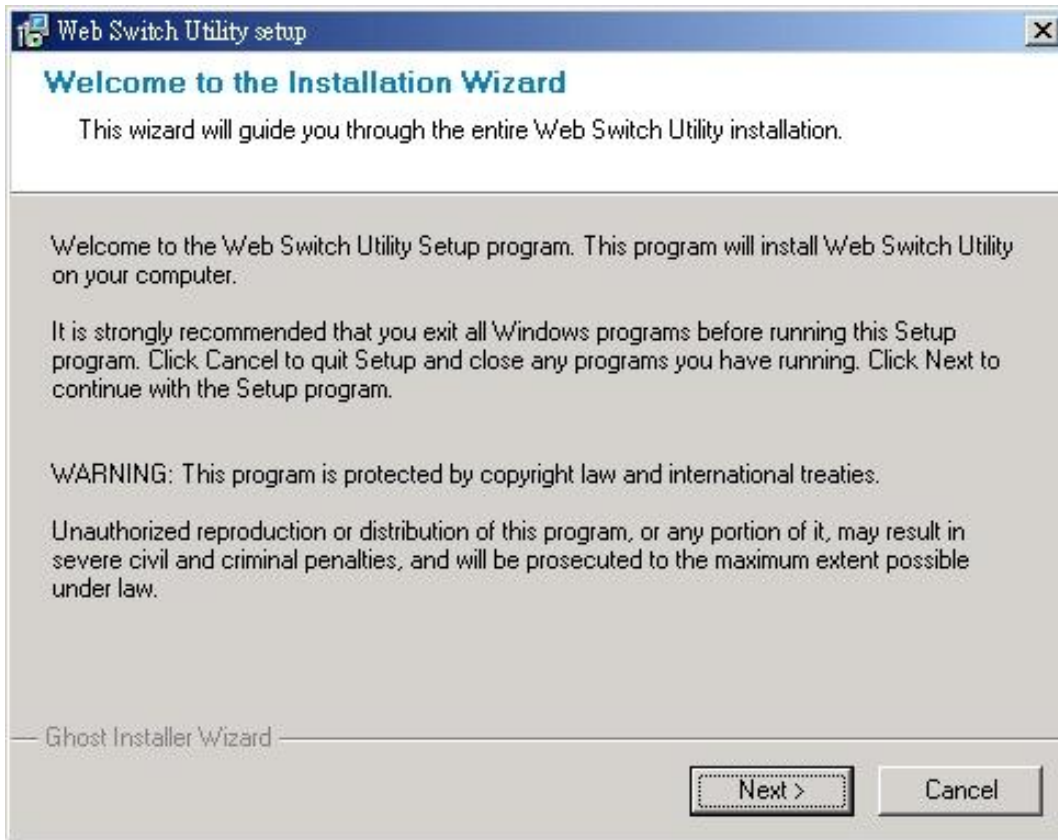 Web Switch Utility setup
Welcome to the Installation Wizard
This wizard will guide you through the entire Web Switch Utility installation.
Welcome to the Web Switch Utility Setup program. This program will install Web Switch Utility
on your computer.
It is strongly recommended that you exit all Windows programs before running this Setup
program. Click Cancel to quit Setup and close any programs you have running. Click Next to
continue with the Setup program.
WARNING: This program is protected by copyright law and international treaties.
Unauthorized reproduction or distribution of this program, or any portion of it, may result in
severe civil and criminal penalties, and will be prosecuted to the maximum extent possible
under law.
Ghost Installer Wizard
Next >
Cancel